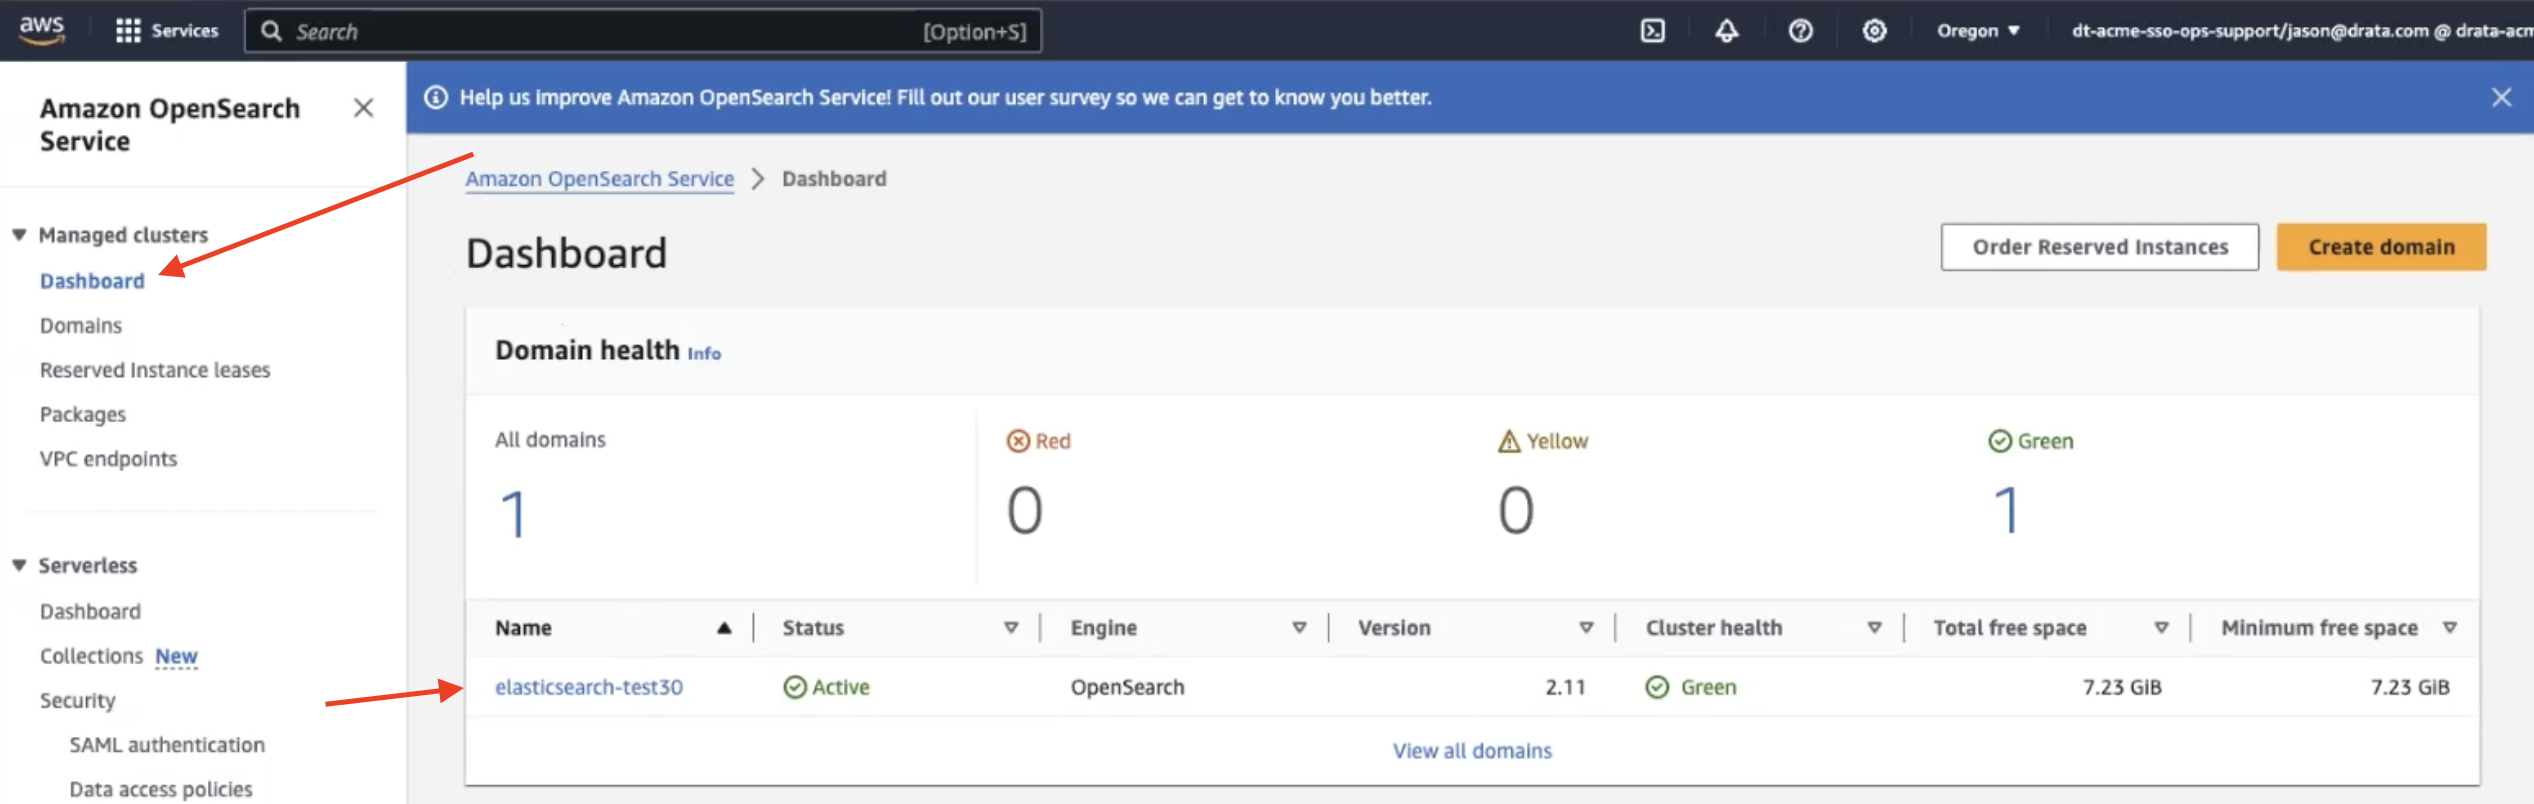 aws
Services
Search
[Option+S]
Oregon
dt-acme-sso-ops-support/jason@drata.com @ drata-acm
Amazon OpenSearch
Service
Managed clusters
Dashboard
Domains
Reserved Instance leases
Packages
VPC endpoints
Serverless
Dashboard
Collections New
Security
SAML authentication
Data access policies
Help us improve Amazon OpenSearch Service! Fill out our user survey so we can get to know you better.
Amazon OpenSearch Service
Dashboard
Dashboard
Order Reserved Instances
Create domain
Domain health Info
All domains
1
Red
0
Yellow
0
Green
1
Name Status Engine Version Cluster health Total free space Minimum free space
elasticsearch-test30 Active OpenSearch 2.11 Green 7.23 GiB 7.23 GiB
View all domains